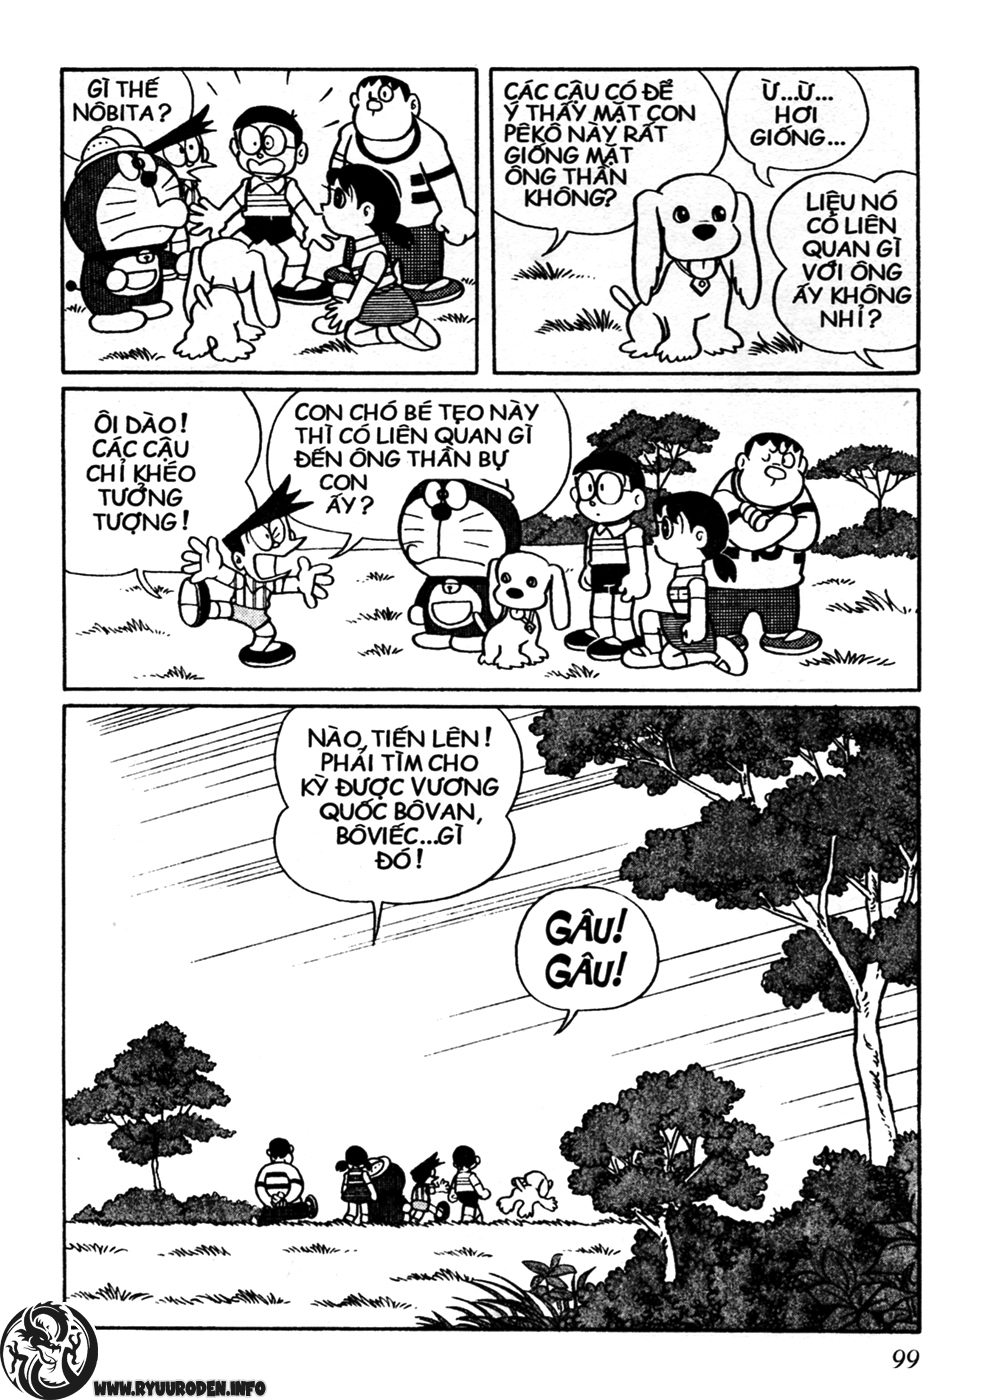 GÌ THẾ
NÔBITA?
CÁC CẬU CÓ ĐỂ
Ý THẤY MẶT CON
PÊKÔ NÀY RẤT
GIỐNG MẶT
ÔNG THẦN
KHÔNG?
Ừ...Ừ...
HƠI
GIỐNG...
LIỆU NÓ
CÓ LIÊN
QUAN GÌ
VỚI ÔNG
ẤY KHÔNG
NHỈ?
ÔI DÀO!
CÁC CẬU
CHỈ KHÉO
TƯỞNG
TƯỢNG!
CON CHÓ BÉ TẸO NÀY
THÌ CÓ LIÊN QUAN GÌ
ĐẾN ÔNG THẦN BỰ
CON
ẤY?
NÀO, TIẾN LÊN!
PHẢI TÌM CHO
KỲ ĐƯỢC VƯƠNG
QUỐC BÔVAN,
BÔVIẾC...GÌ
ĐÓ!
GÂU!
GÂU!
99
WWW.RYUURODEN.INFO